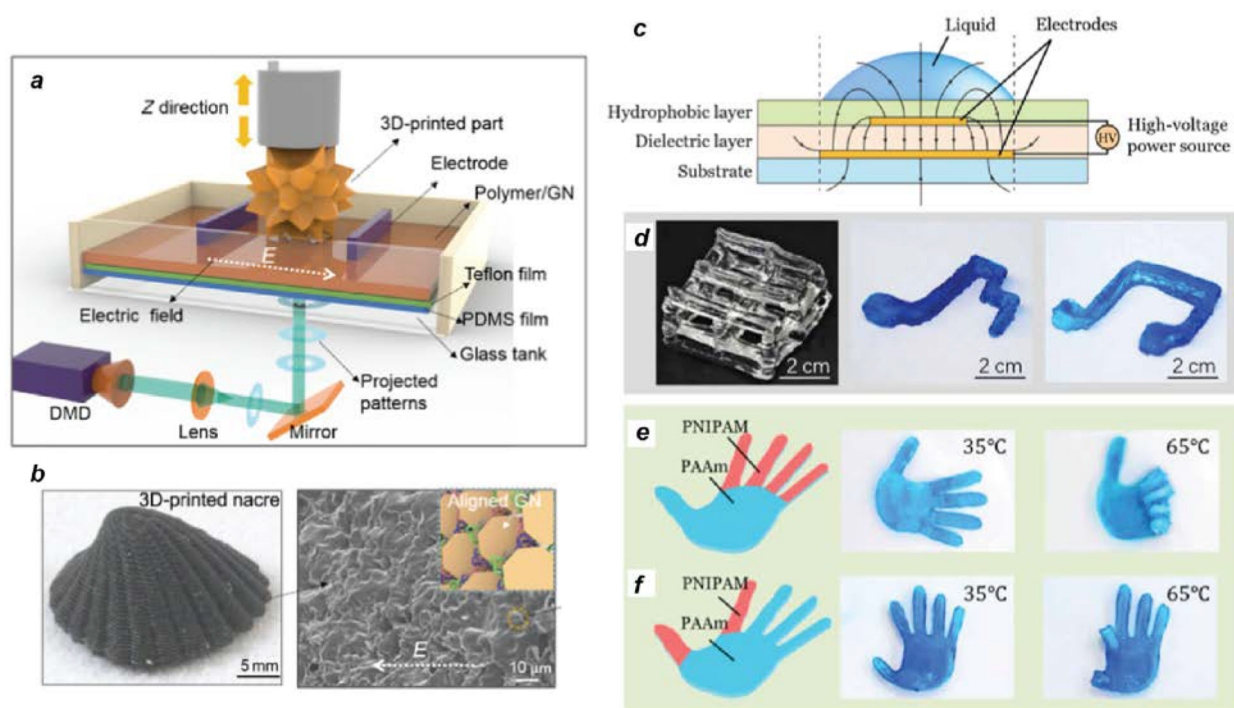 a
Z direction
3D-printed part
Electrode
Polymer/GN
E
Teflon film
Electric field
PDMS film
Glass tank
Projected
patterns
DMD
Lens
Mirror
b
3D-printed nacre
5 mm
Aligned GN
E
10 µm
c
Liquid
Electrodes
Hydrophobic layer
Dielectric layer
Substrate
HV
High-voltage
power source
d
2 cm
2 cm
2 cm
e
PNIPAM
PAAm
35°C
65°C
f
PNIPAM
PAAm
35°C
65°C